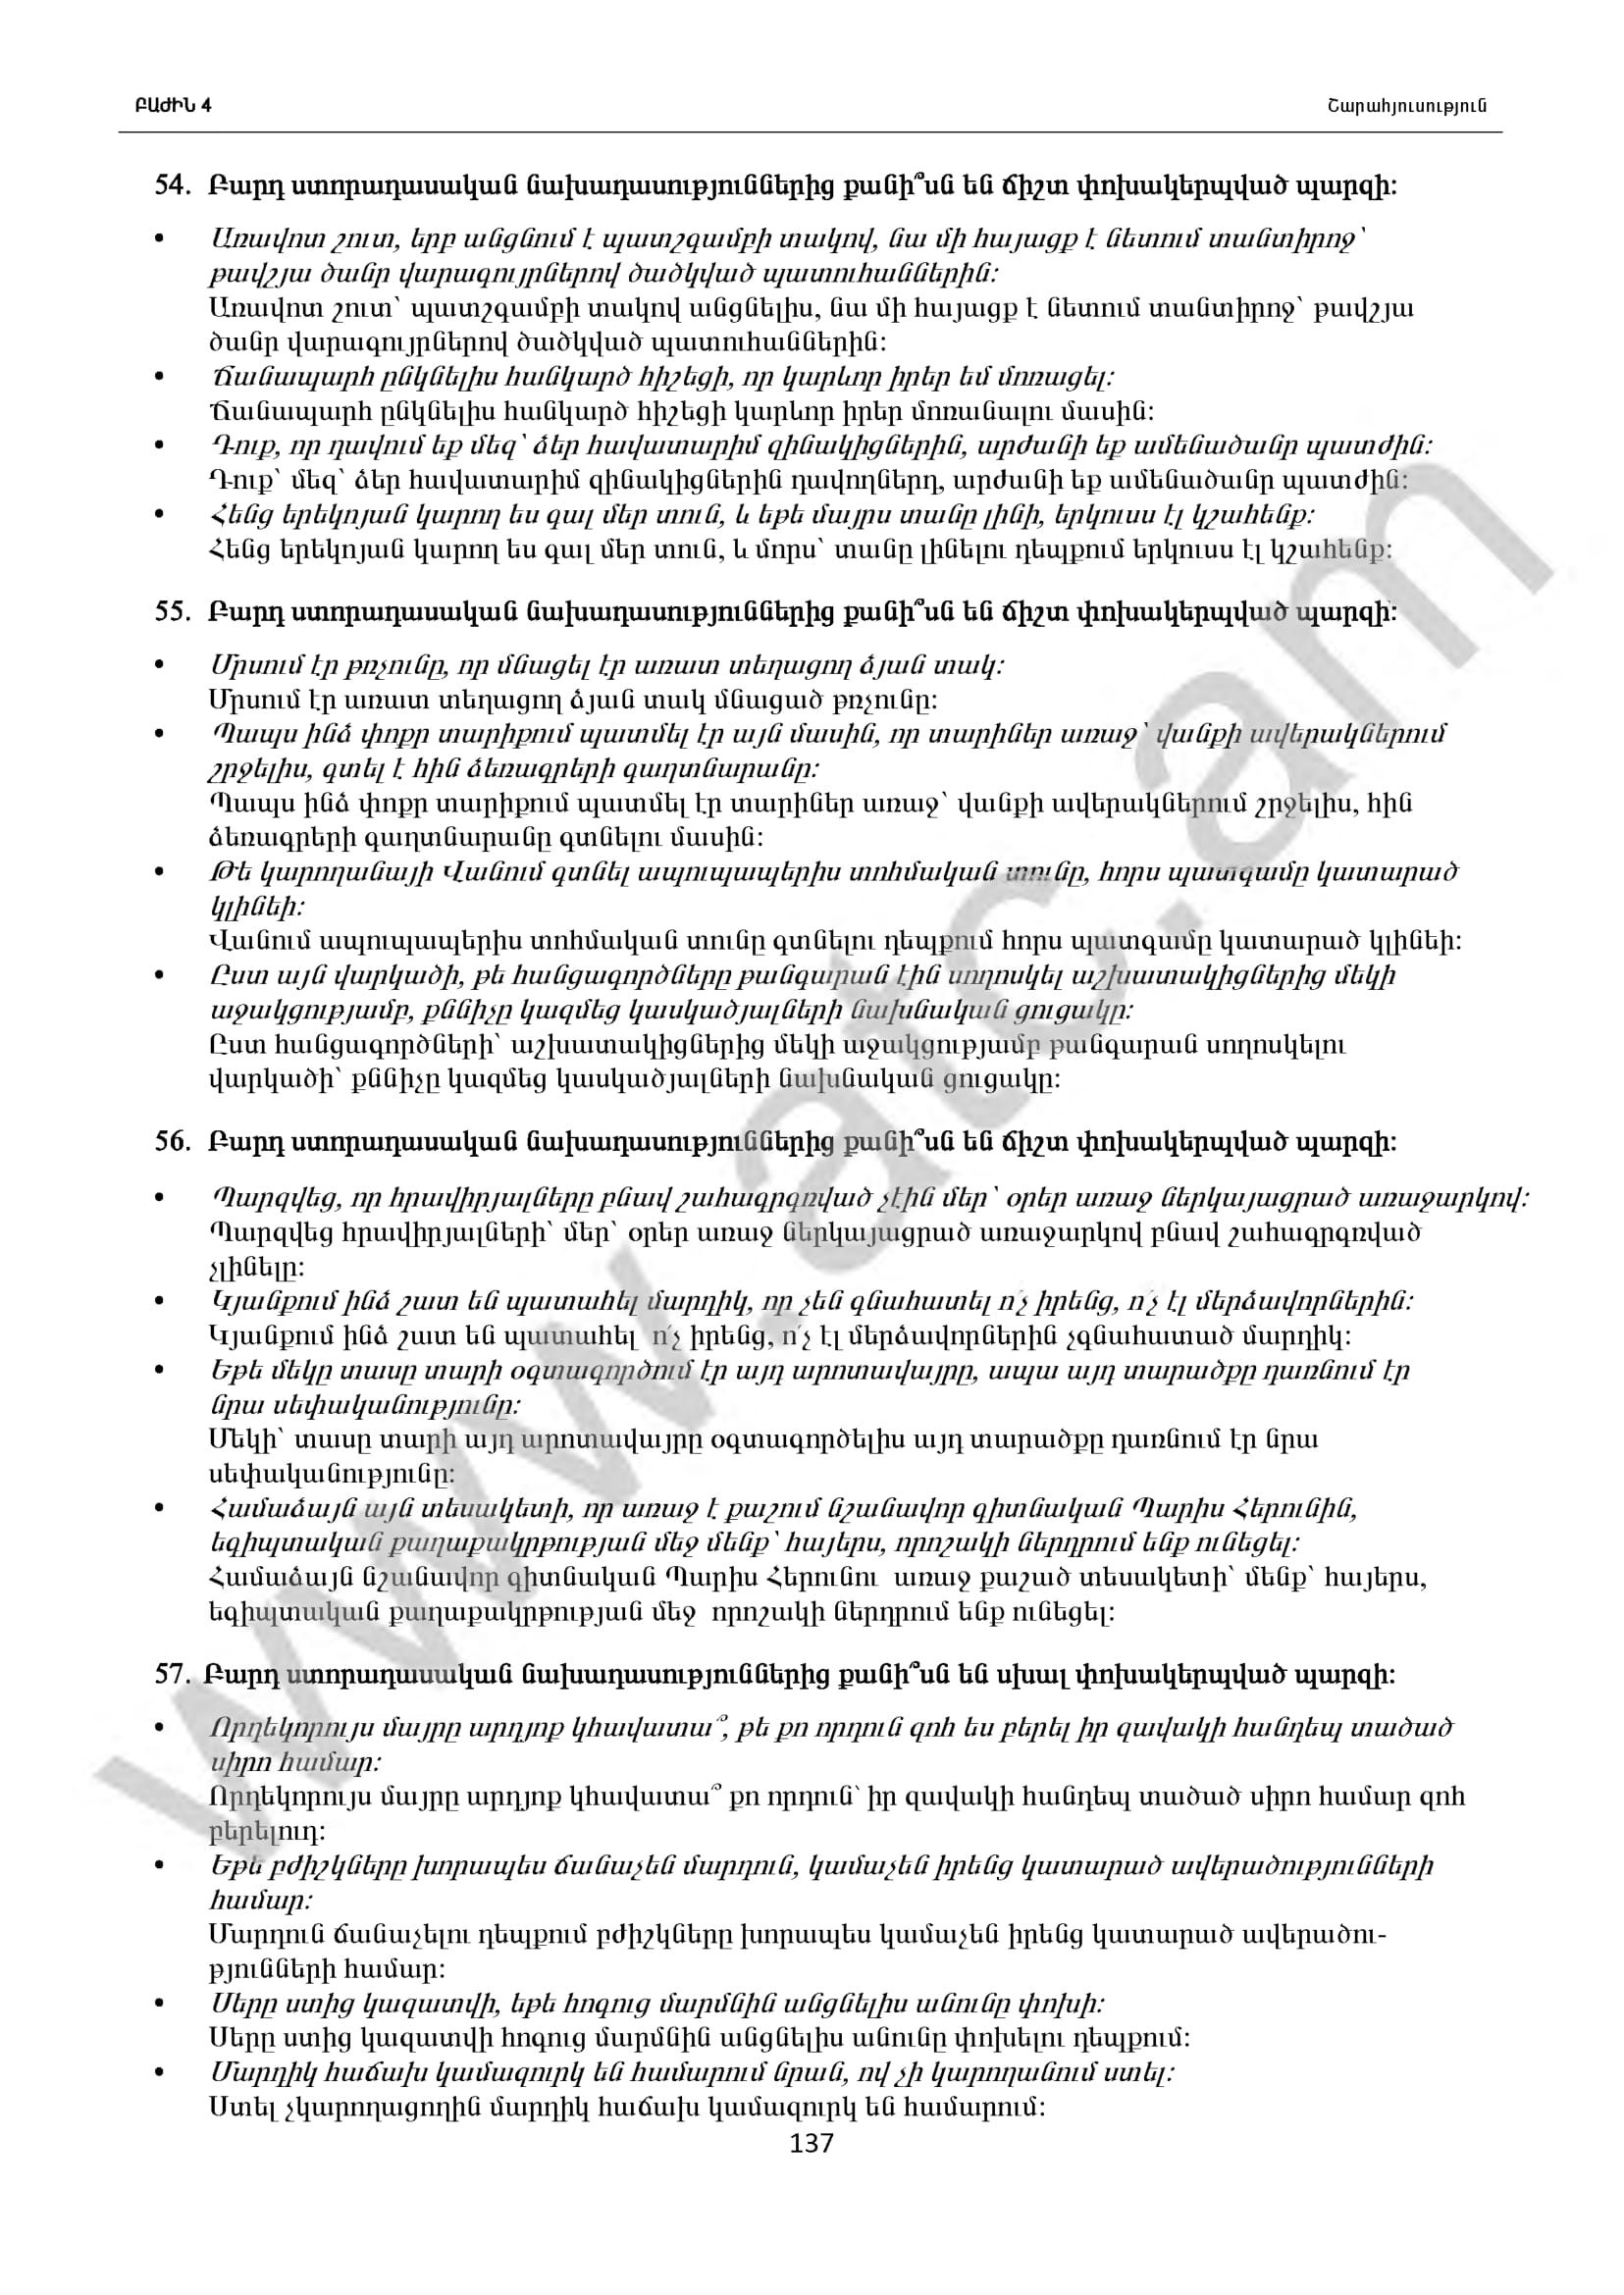 ԲԱԺԻՆ 4
Շարահյուսություն
54. Բարդ ստորադասական նախադասություններից քանի՞սն են ճիշտ փոխակերպված պարզի:
• Առավոտ շուտ, երբ անցնում է պատշգամբի տակով, նա մի հայացք է նետում տանտիրոջ՝
թավշյա ծանր վարագույրներով ծածկված պատուհաններին:
Առավոտ շուտ՝ պատշգամբի տակով անցնելիս, նա մի հայացք է նետում տանտիրոջ՝ թավշյա
ծանր վարագույրներով ծածկված պատուհաններին:
• Ճանապարհ ընկնելիս հանկարծ հիշեցի, որ կարևոր իրեր եմ մոռացել:
Ճանապարհ ընկնելիս հանկարծ հիշեցի կարևոր իրեր մոռանալու մասին:
• Դուք, որ դավում եք մեզ՝ ձեր հավատարիմ զինակիցներին, արժանի եք ամենածանր պատժին:
Դուք՝ մեզ՝ ձեր հավատարիմ զինակիցներին դավողներդ, արժանի եք ամենածանր պատժին:
• Հենց երեկոյան կարող ես գալ մեր տուն, և եթե մայրս տանը լինի, երկուսս էլ կշահենք:
Հենց երեկոյան կարող ես գալ մեր տուն, և մորս՝ տանը լինելու դեպքում երկուսս էլ կշահենք:
55. Բարդ ստորադասական նախադասություններից քանի՞սն են ճիշտ փոխակերպված պարզի:
• Մրսում էր թռչունը, որ մնացել էր առատ տեղացող ձյան տակ:
Մրսում էր առատ տեղացող ձյան տակ մնացած թռչունը:
• Պապս ինձ փոքր տարիքում պատմել էր այն մասին, որ տարիներ առաջ՝ վանքի ավերակներում
շրջելիս, գտել է հին ձեռագրերի գաղտնարանը:
Պապս ինձ փոքր տարիքում պատմել էր տարիներ առաջ՝ վանքի ավերակներում շրջելիս, հին
ձեռագրերի գաղտնարանը գտնելու մասին:
• Թե կարողանայի Վանում գտնել ապուպապերիս տոհմական տունը, հորս պատգամը կատարած
կլինեի:
Վանում ապուպապերիս տոհմական տունը գտնելու դեպքում հորս պատգամը կատարած կլինեի:
• Ըստ այն վարկածի, թե հանցագործները թանգարան էին սողոսկել աշխատակիցներից մեկի
աջակցությամբ, քննիչը կազմեց կասկածյալների նախնական ցուցակը:
Ըստ հանցագործների՝ աշխատակիցներից մեկի աջակցությամբ թանգարան սողոսկելու
վարկածի՝ քննիչը կազմեց կասկածյալների նախնական ցուցակը:
56. Բարդ ստորադասական նախադասություններից քանի՞սն են ճիշտ փոխակերպված պարզի:
• Պարզվեց, որ հրավիրյալները բնավ շահագրգռված չէին մեր՝ օրեր առաջ ներկայացրած առաջարկով:
Պարզվեց հրավիրյալների՝ մեր՝ օրեր առաջ ներկայացրած առաջարկով բնավ շահագրգռված
չլինելը:
• Կյանքում ինձ շատ են պատահել մարդիկ, որ չեն գնահատել ո՛չ իրենց, ո՛չ էլ մերձավորներին:
Կյանքում ինձ շատ են պատահել ո՛չ իրենց, ո՛չ էլ մերձավորներին չգնահատած մարդիկ:
• Եթե մեկը տասը տարի օգտագործում էր այդ արոտավայրը, ապա այդ տարածքը դառնում էր
նրա սեփականությունը:
Մեկի՝ տասը տարի այդ արոտավայրը օգտագործելիս այդ տարածքը դառնում էր նրա
սեփականությունը:
• Համաձայն այն տեսակետի, որ առաջ է քաշում նշանավոր գիտնական Պարիս Հերունին,
եգիպտական քաղաքակրթության մեջ մենք՝ հայերս, որոշակի ներդրում ենք ունեցել:
Համաձայն նշանավոր գիտնական Պարիս Հերունու առաջ քաշած տեսակետի՝ մենք՝ հայերս,
եգիպտական քաղաքակրթության մեջ որոշակի ներդրում ենք ունեցել:
57. Բարդ ստորադասական նախադասություններից քանի՞սն են սխալ փոխակերպված պարզի:
• Որդեկորույս մայրը արդյոք կհավատա՞, թե քո որդուն զոհ ես բերել իր զավակի հանդեպ տածած
սիրո համար:
Որդեկորույս մայրը արդյոք կհավատա՞ քո որդուն՝ իր զավակի հանդեպ տածած սիրո համար զոհ
բերելուդ:
• Եթե բժիշկները խորապես ճանաչեն մարդուն, կամաչեն իրենց կատարած ավերածությունների
համար:
Մարդուն ճանաչելու դեպքում բժիշկները խորապես կամաչեն իրենց կատարած ավերածու-
թյունների համար:
• Սերը ստից կազատվի, եթե հոգուց մարմնին անցնելիս անունը փոխի:
Սերը ստից կազատվի հոգուց մարմնին անցնելիս անունը փոխելու դեպքում:
• Մարդիկ հաճախ կամազուրկ են համարում նրան, ով չի կարողանում ստել:
Ստել չկարողացողին մարդիկ հաճախ կամազուրկ են համարում:
137
www.atc.am